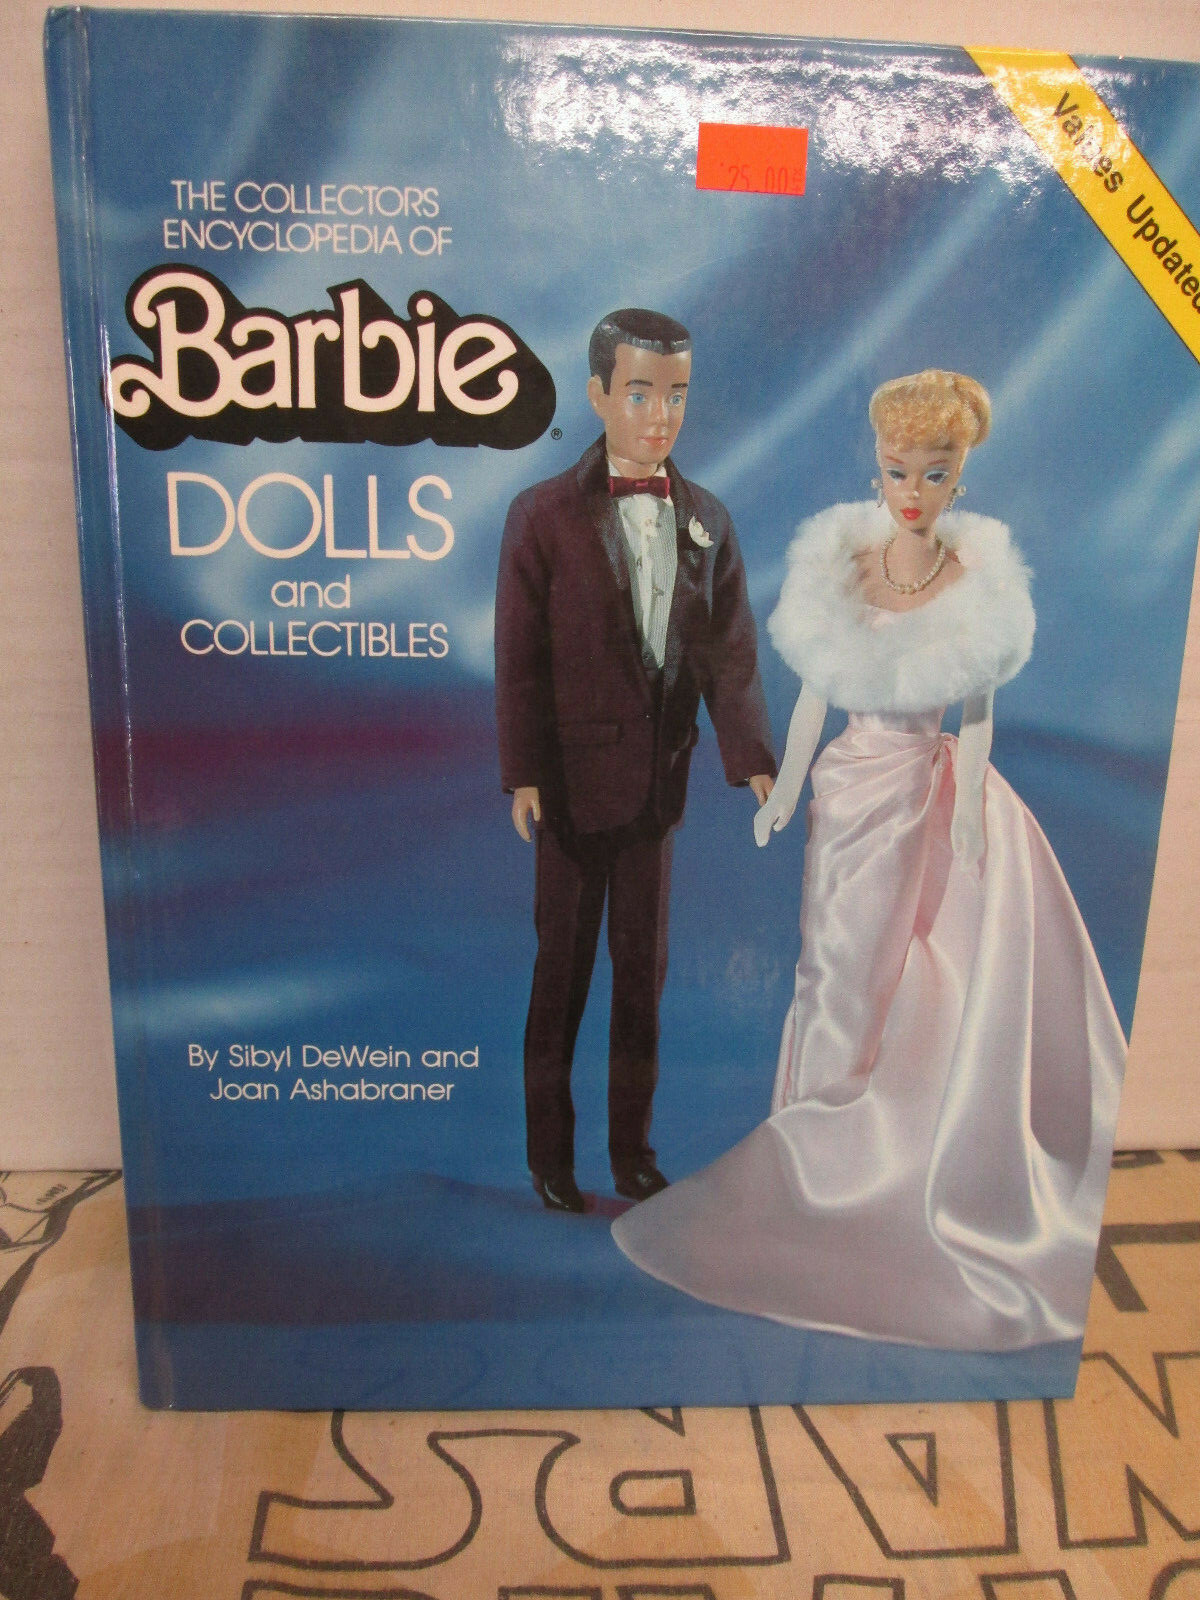 Values Updated
25.00
THE COLLECTORS
ENCYCLOPEDIA OF
Barbie®
DOLLS
and
COLLECTIBLES
By Sibyl DeWein and
Joan Ashabraner